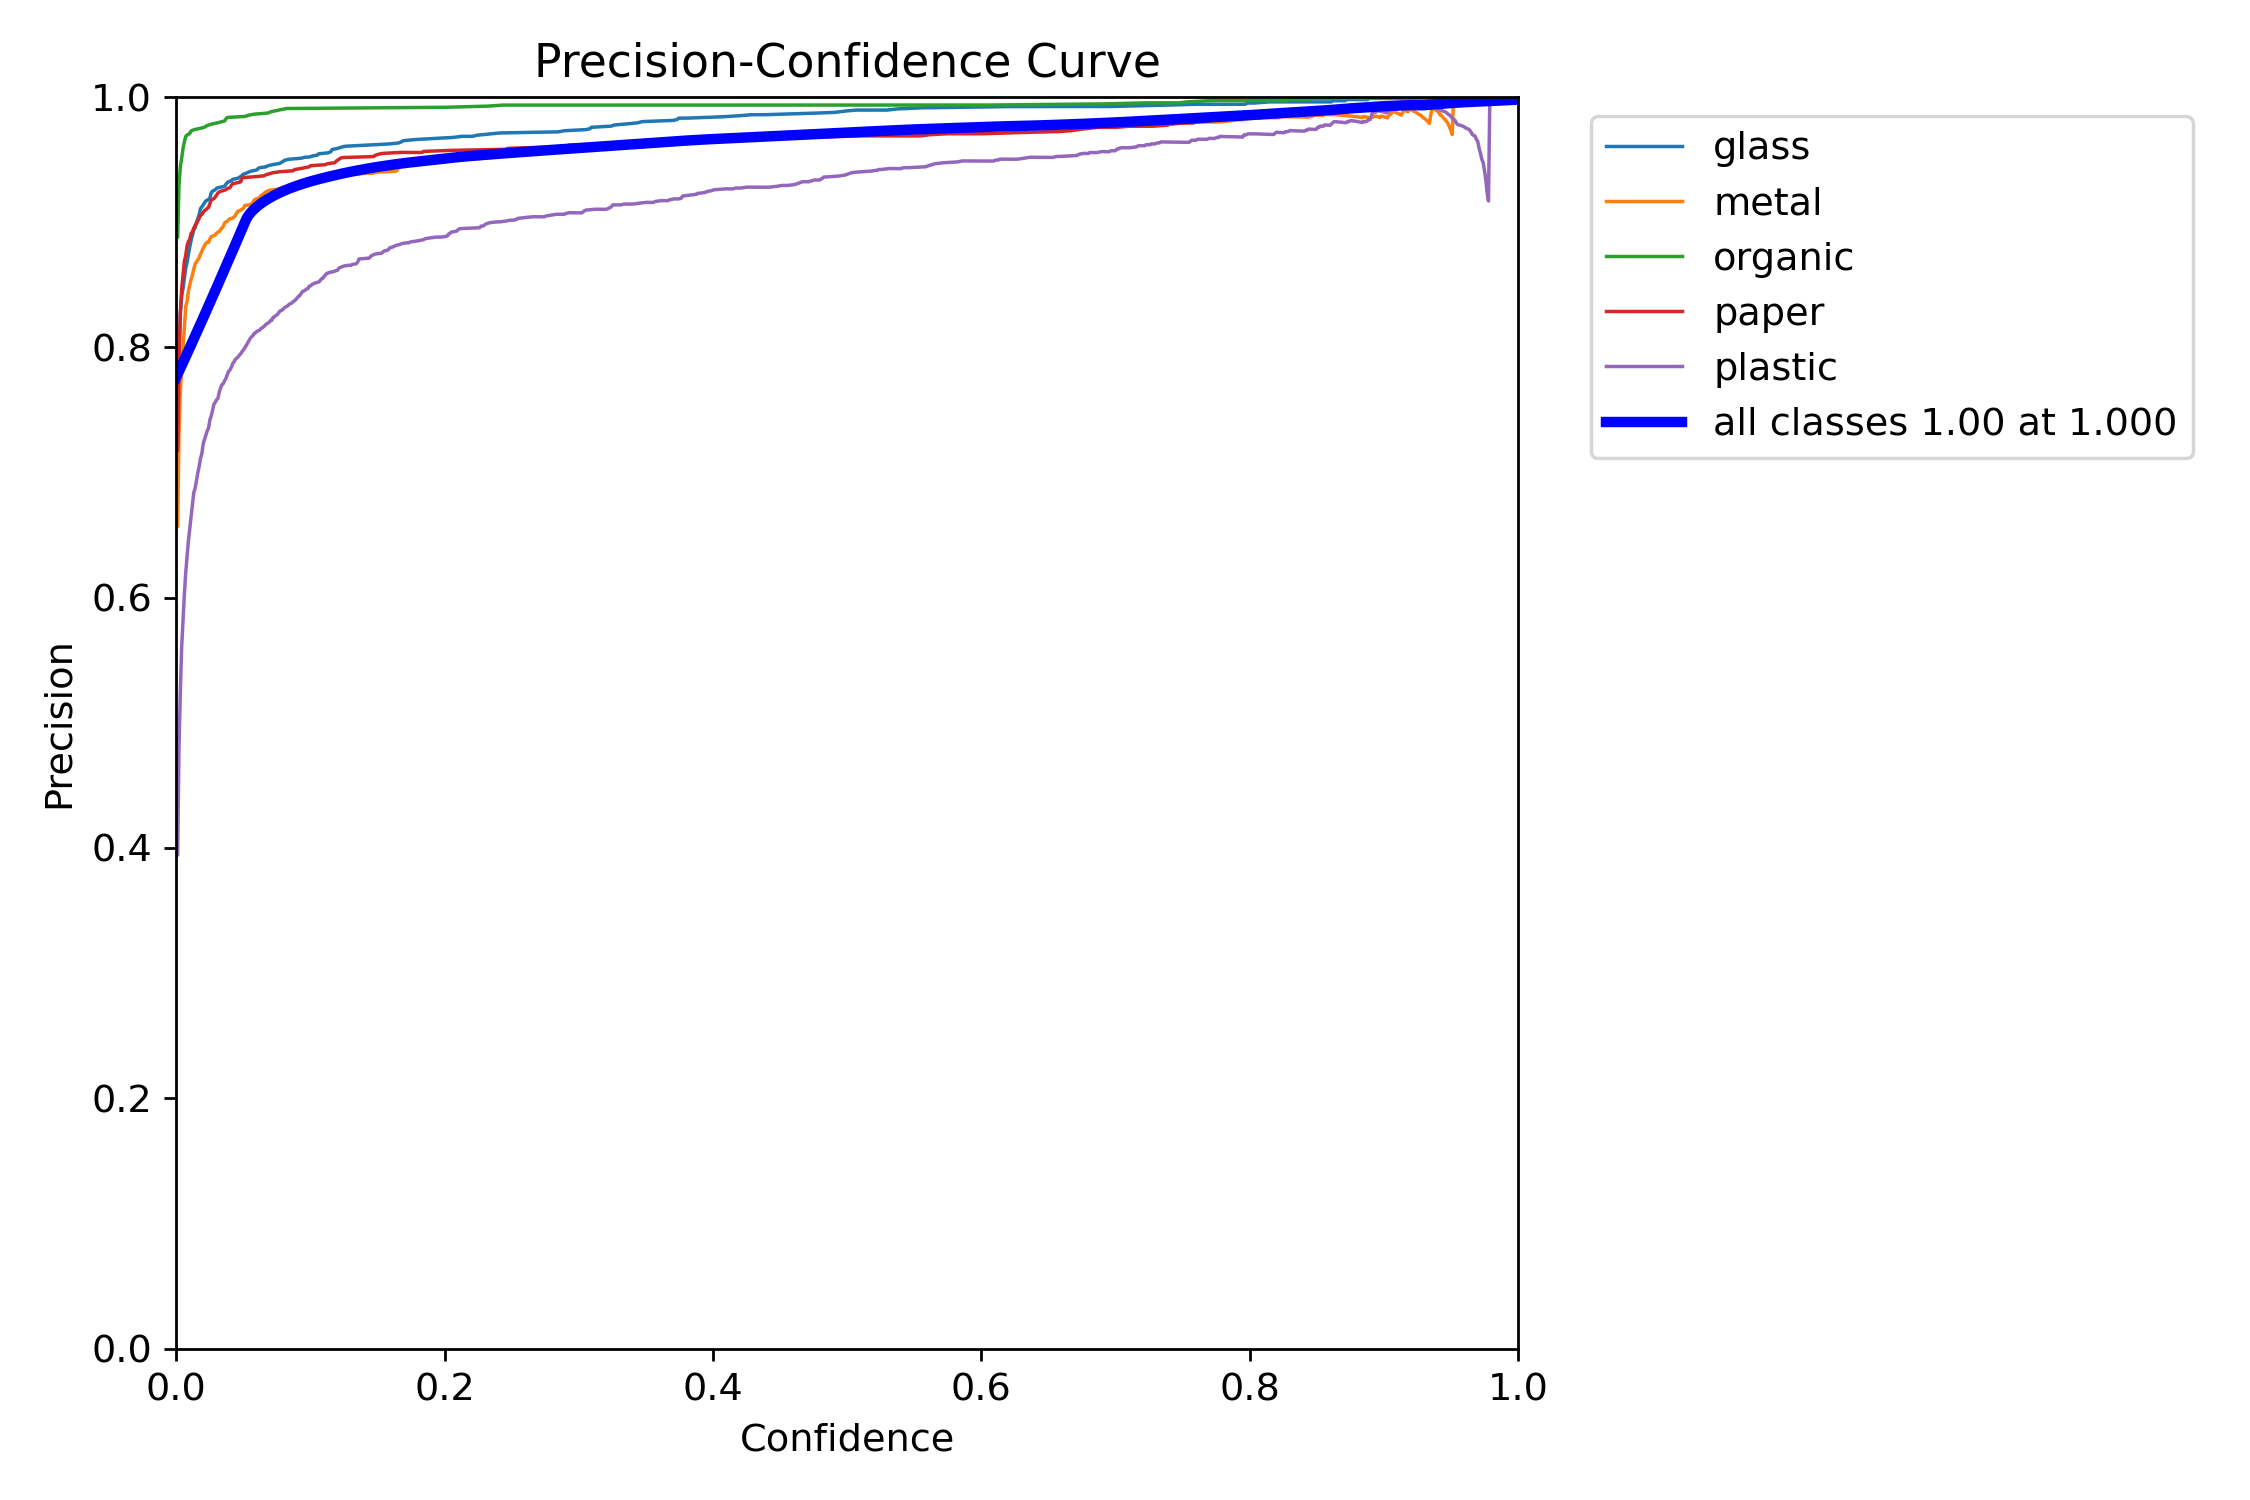 Precision-Confidence Curve
1.0
0.8
0.6
0.4
0.2
0.0
Precision
0.0 0.2 0.4 0.6 0.8 1.0
Confidence
glass
metal
organic
paper
plastic
all classes 1.00 at 1.000